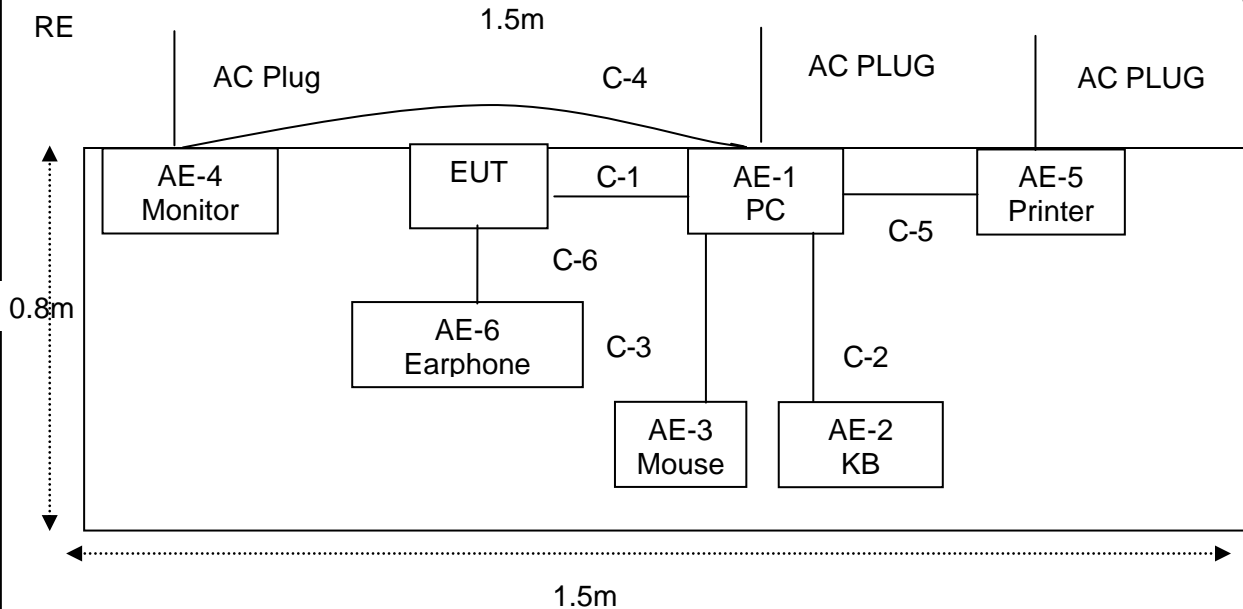 RE
1.5m
AC Plug
C-4
AC PLUG
AC PLUG
AE-4
Monitor
EUT
C-1
AE-1
PC
AE-5
Printer
C-5
C-6
0.8m
AE-6
Earphone
C-3
C-2
AE-3
Mouse
AE-2
KB
1.5m